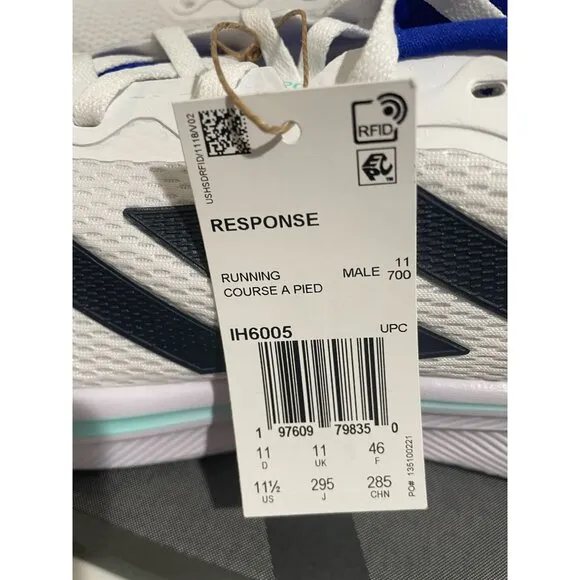 USHSDRFID/1118/V02
RFID
EPC
RESPONSE
RUNNING
COURSE A PIED
MALE 11
700
IH6005 UPC
1 97609 79835 0
11 11 46
D UK F
11½ 295 285
US J CHN
PO# 135100221